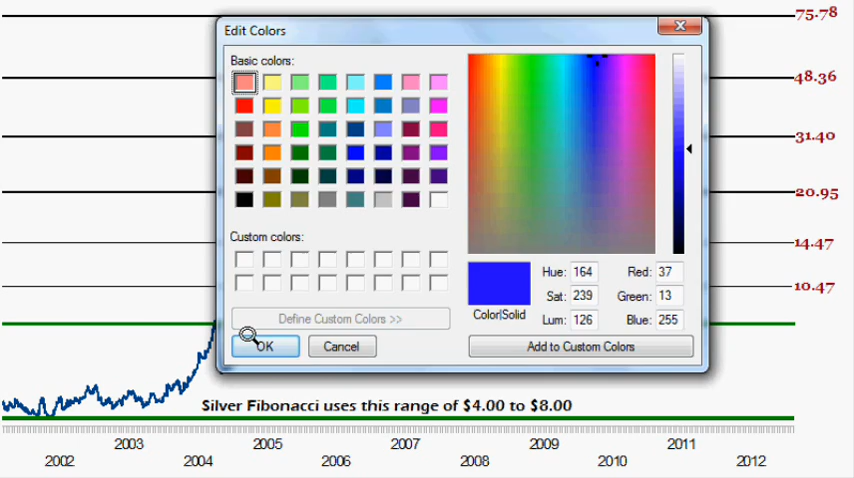 75.78
Edit Colors
Basic colors:
48.36
31.40
20.95
Custom colors:
14.47
Hue: 164 Red: 37
10.47
Sat: 239 Green: 13
Color|Solid
Define Custom Colors >>
Lum: 126 Blue: 255
OK Cancel Add to Custom Colors
Silver Fibonacci uses this range of $4.00 to $8.00
2003 2005 2007 2009 2011
2002 2004 2006 2008 2010 2012